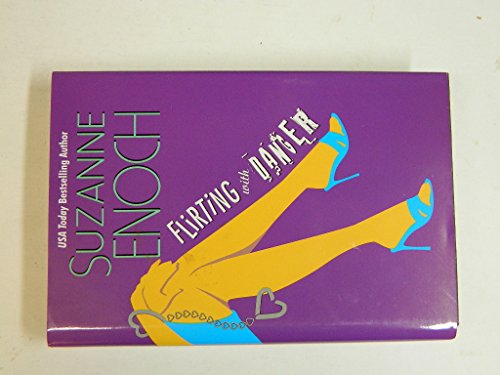 USA Today Bestselling Author
SUZANNE
ENOCH
FLiRTiNG with DANGER